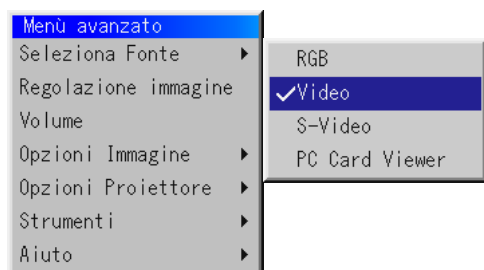 Menù avanzato
Seleziona Fonte
Regolazione immagine
Volume
Opzioni Immagine
Opzioni Proiettore
Strumenti
Aiuto
RGB
Video
S-Video
PC Card Viewer